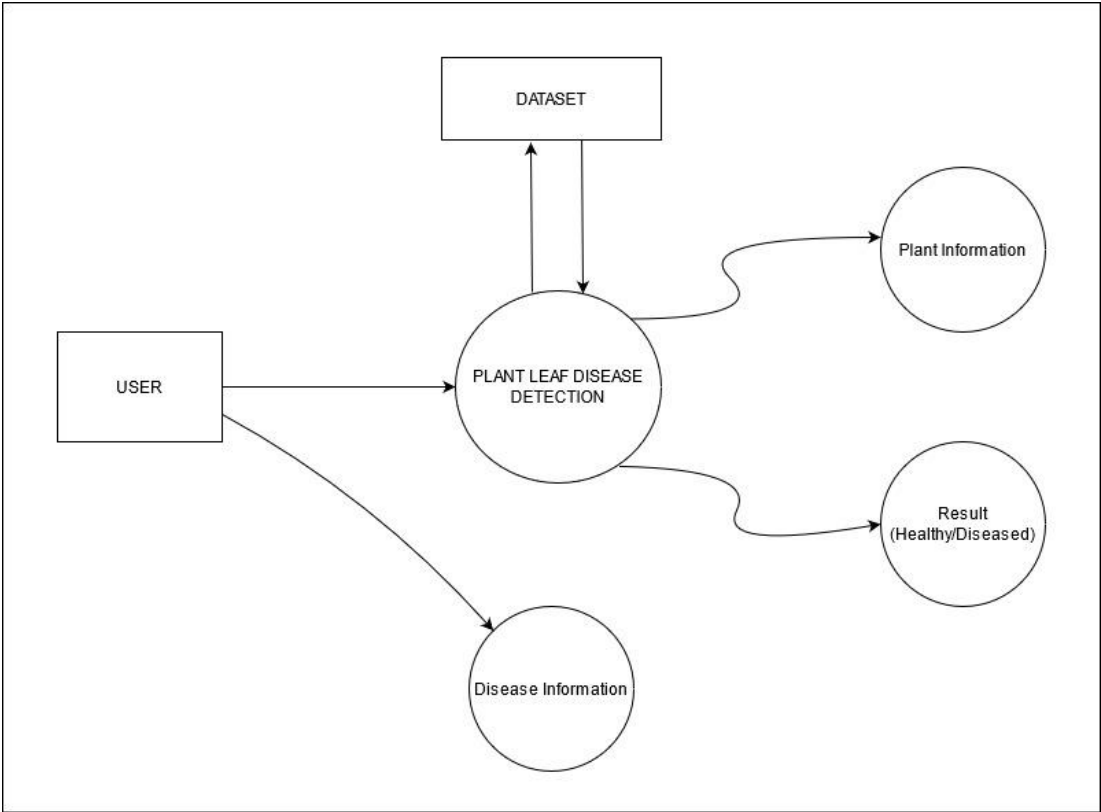 DATASET
Plant Information
PLANT LEAF DISEASE
DETECTION
USER
Result
(Healthy/Diseased)
Disease Information